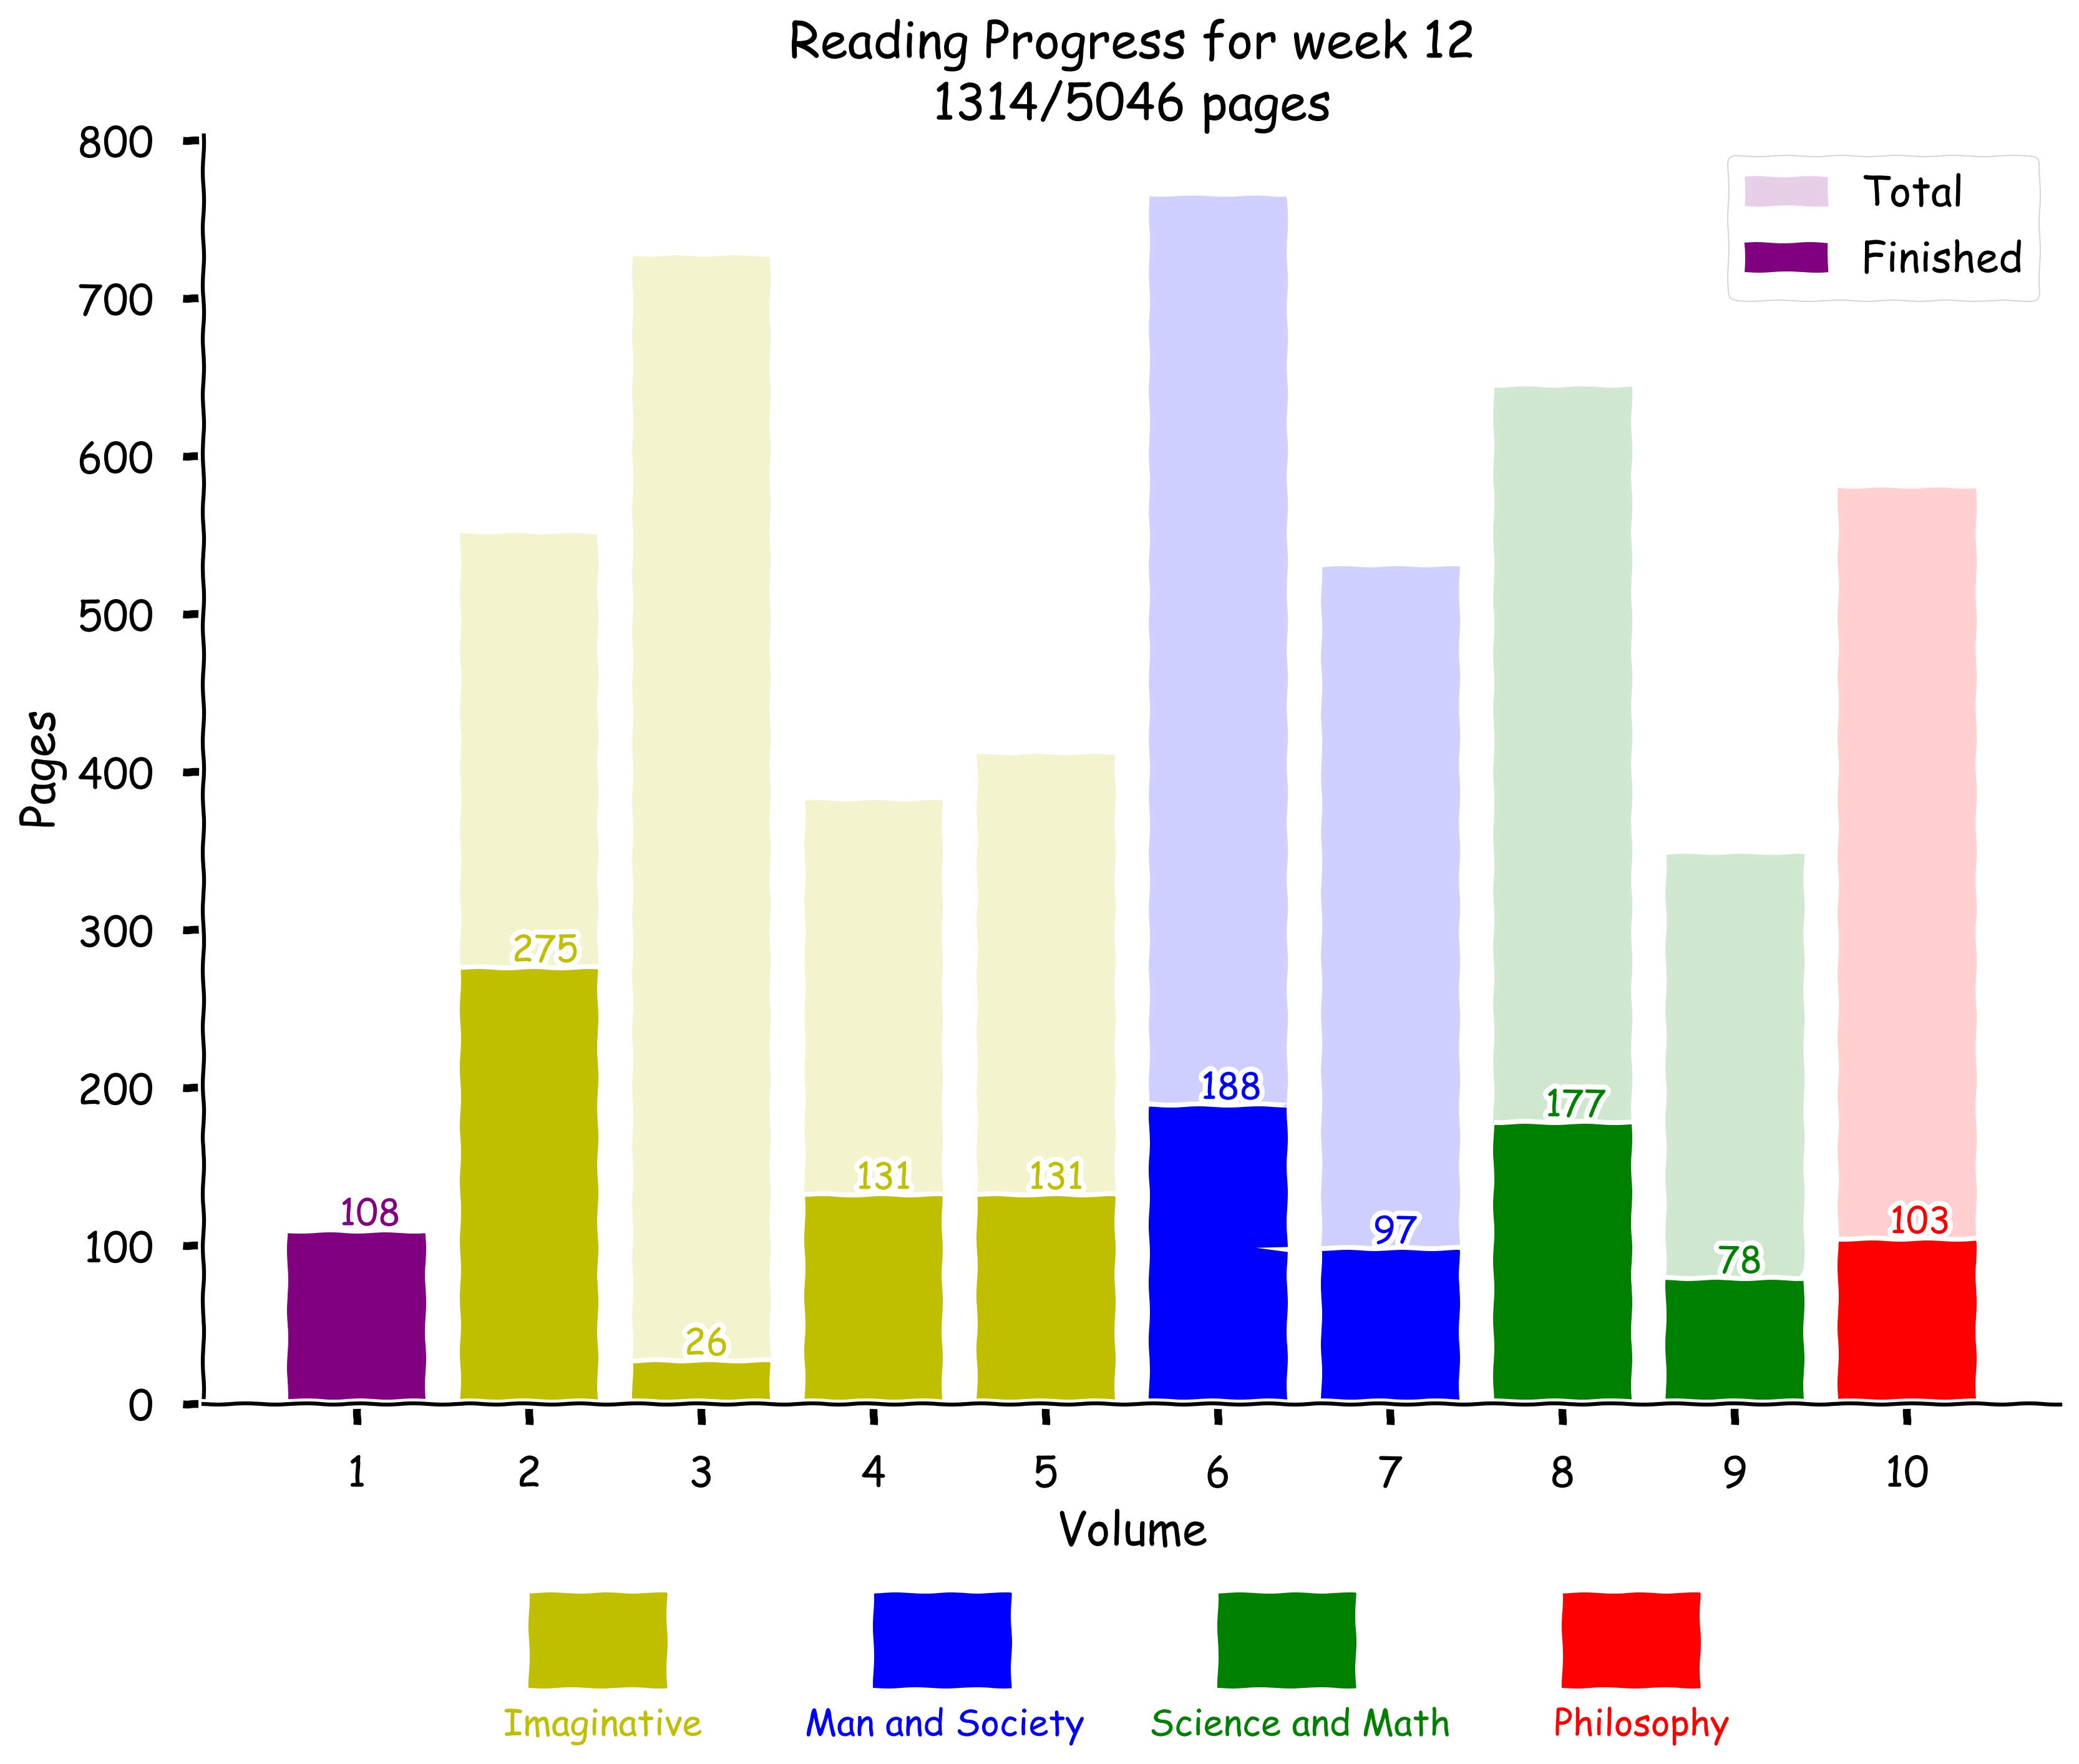 Reading Progress for week 12
1314/5046 pages
Total
Finished
800
700
600
500
400
300
200
100
0
Pages
108
275
26
131
131
188
97
177
78
103
1 2 3 4 5 6 7 8 9 10
Volume
Imaginative Man and Society Science and Math Philosophy